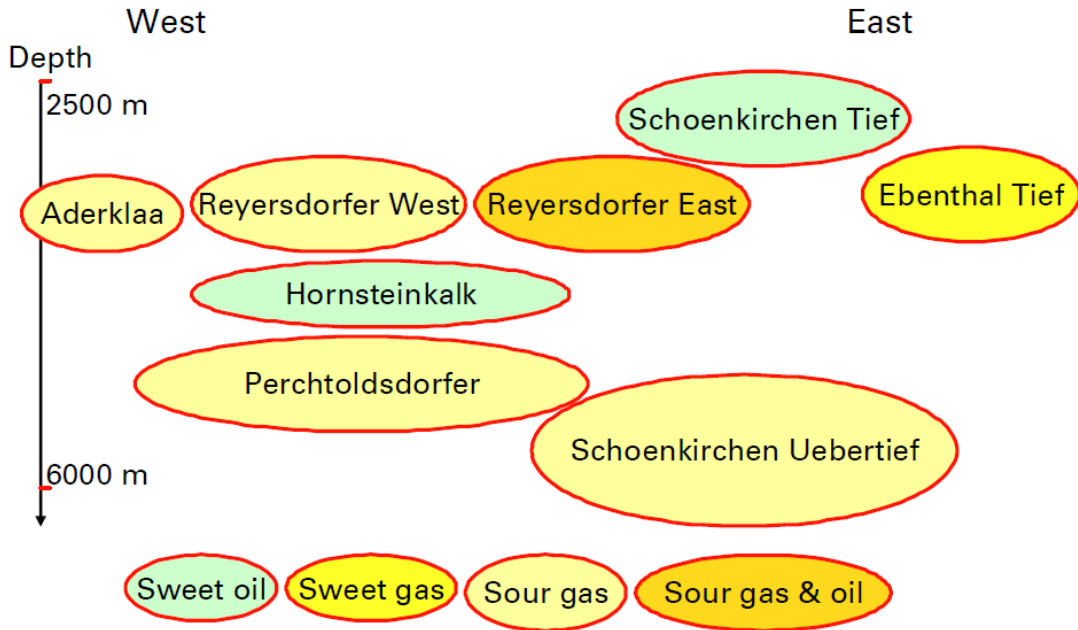 West
East
Depth
2500 m
Schoenkirchen Tief
Aderklaa
Reyersdorfer West
Reyersdorfer East
Ebenthal Tief
Hornsteinkalk
Perchtoldsdorfer
Schoenkirchen Uebertief
6000 m
Sweet oil
Sweet gas
Sour gas
Sour gas & oil